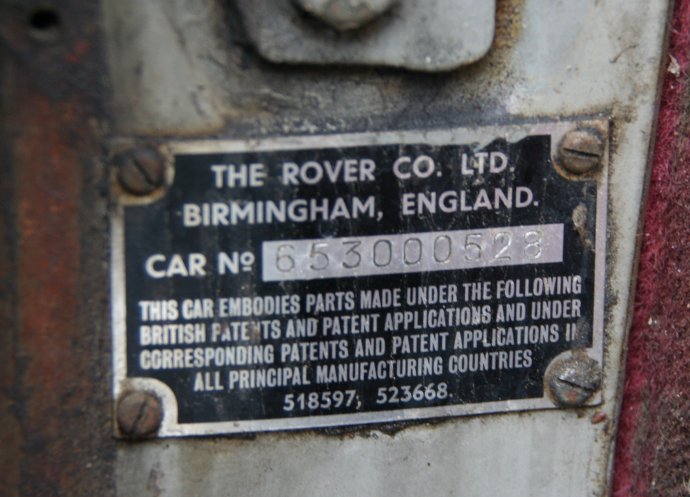 THE ROVER CO. LTD.
BIRMINGHAM, ENGLAND.
CAR Nº 653000528
THIS CAR EMBODIES PARTS MADE UNDER THE FOLLOWING
BRITISH PATENTS AND PATENT APPLICATIONS AND UNDER
CORRESPONDING PATENTS AND PATENT APPLICATIONS II
ALL PRINCIPAL MANUFACTURING COUNTRIES
518597, 523668.